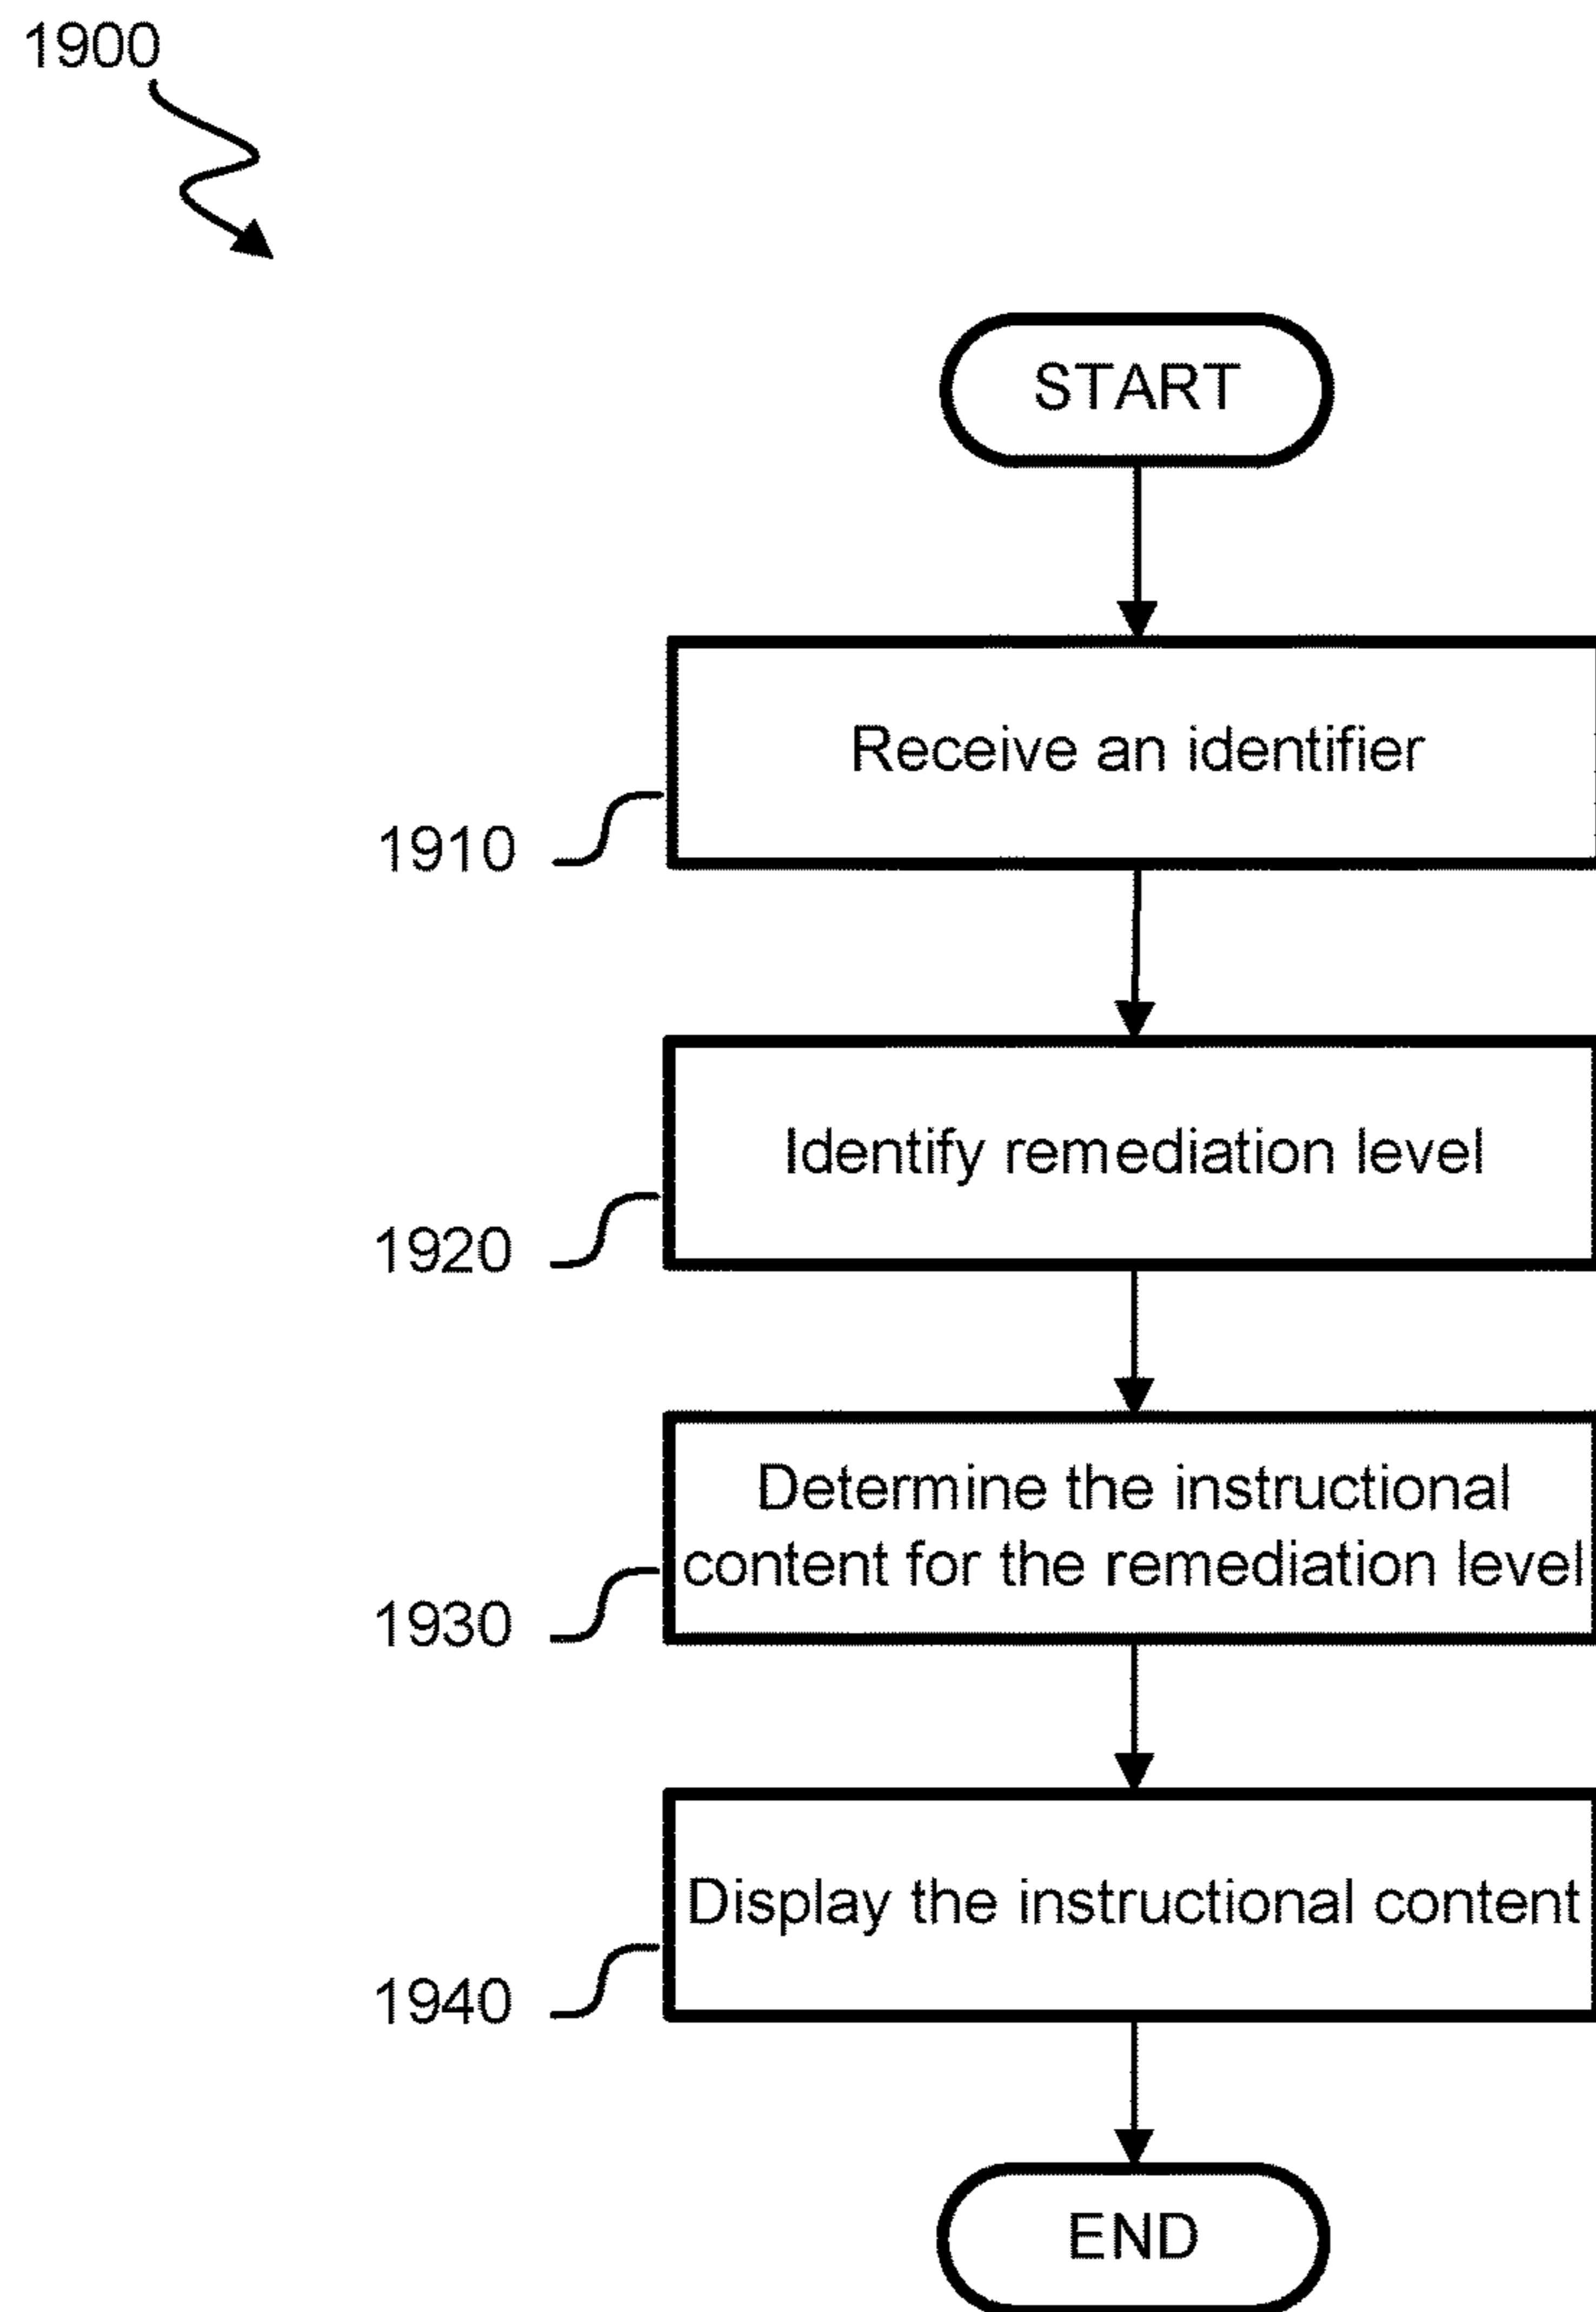 1900
START
Receive an identifier
1910
Identify remediation level
1920
Determine the instructional
content for the remediation level
1930
Display the instructional content
1940
END